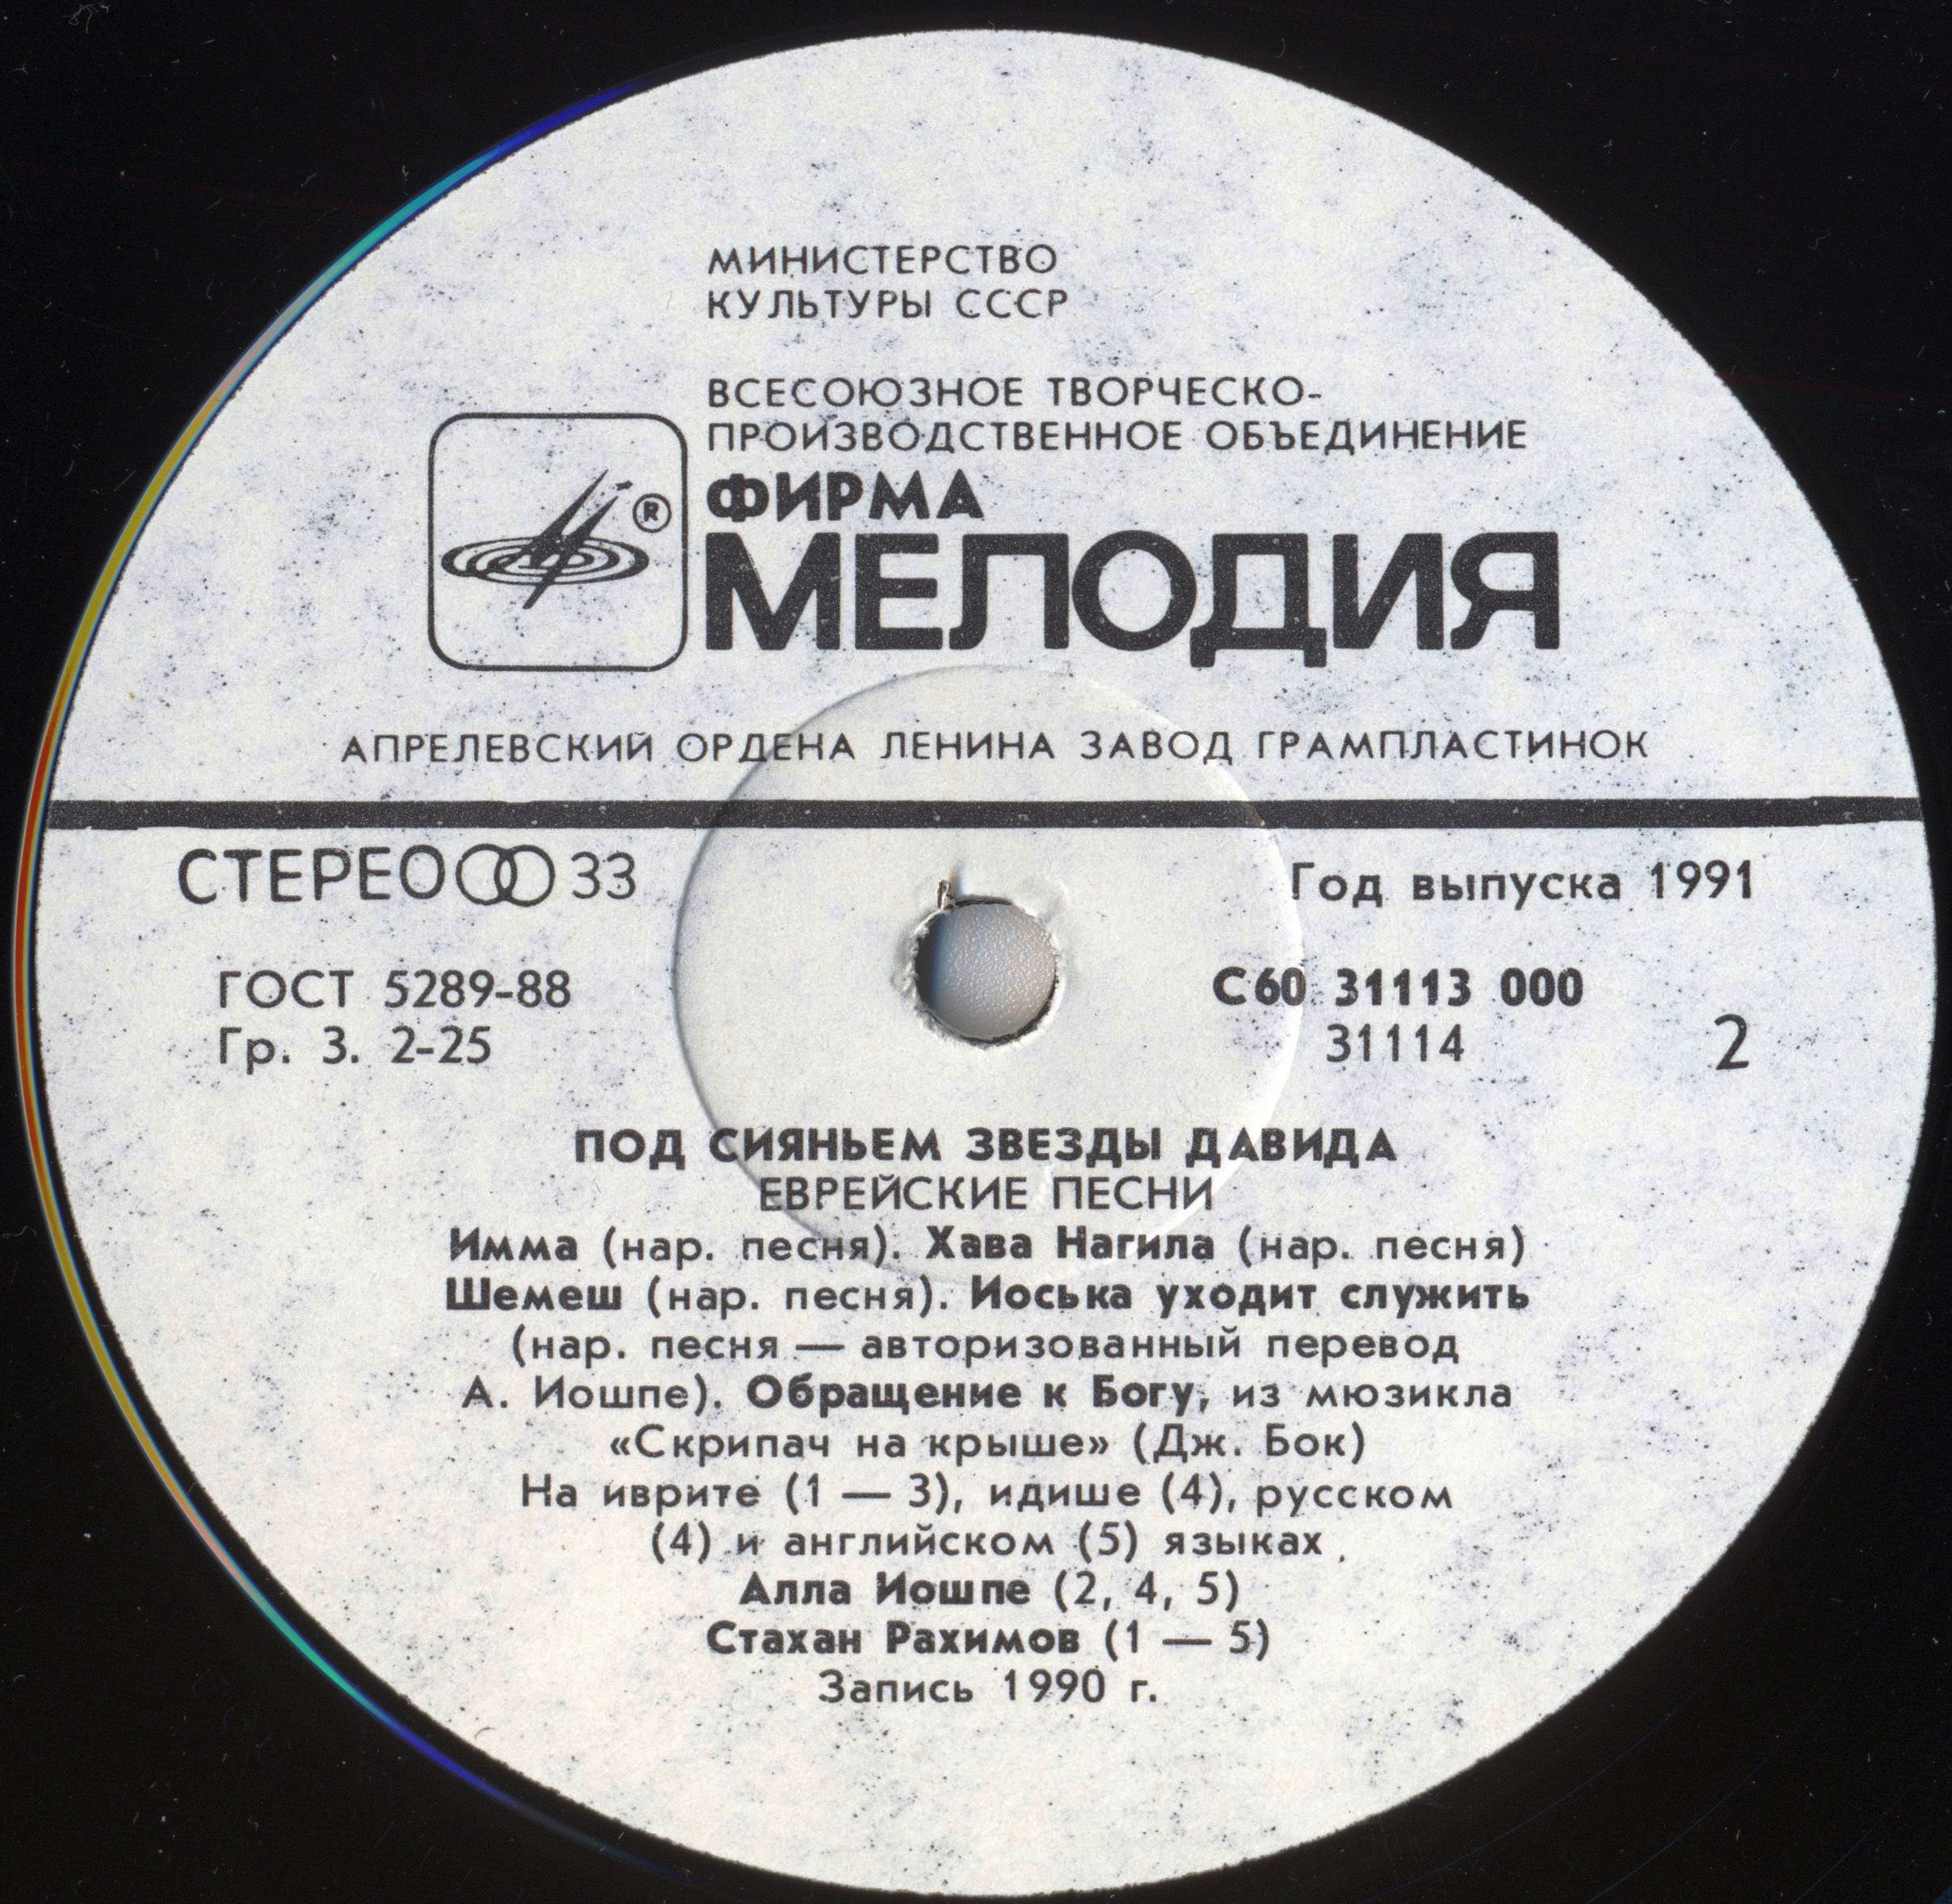 МИНИСТЕРСТВО
КУЛЬТУРЫ СССР
ВСЕСОЮЗНОЕ ТВОРЧЕСКО-
ПРОИЗВОДСТВЕННОЕ ОБЪЕДИНЕНИЕ
ФИРМА
®
МЕЛОДИЯ
АПРЕЛЕВСКИЙ ОРДЕНА ЛЕНИНА ЗАВОД ГРАМПЛАСТИНОК
СТЕРЕО 33
Год выпуска 1991
ГОСТ 5289-88
Гр. 3. 2-25
С60 31113 000
31114
2
ПОД СИЯНЬЕМ ЗВЕЗДЫ ДАВИДА
ЕВРЕЙСКИЕ ПЕСНИ
Имма (нар. песня). Хава Нагила (нар. песня)
Шемеш (нар. песня). Иоська уходит служить
(нар. песня — авторизованный перевод
А. Иошпе). Обращение к Богу, из мюзикла
«Скрипач на крыше» (Дж. Бок)
На иврите (1 — 3), идише (4), русском
(4) и английском (5) языках
Алла Иошпе (2, 4, 5)
Стахан Рахимов (1 — 5)
Запись 1990 г.